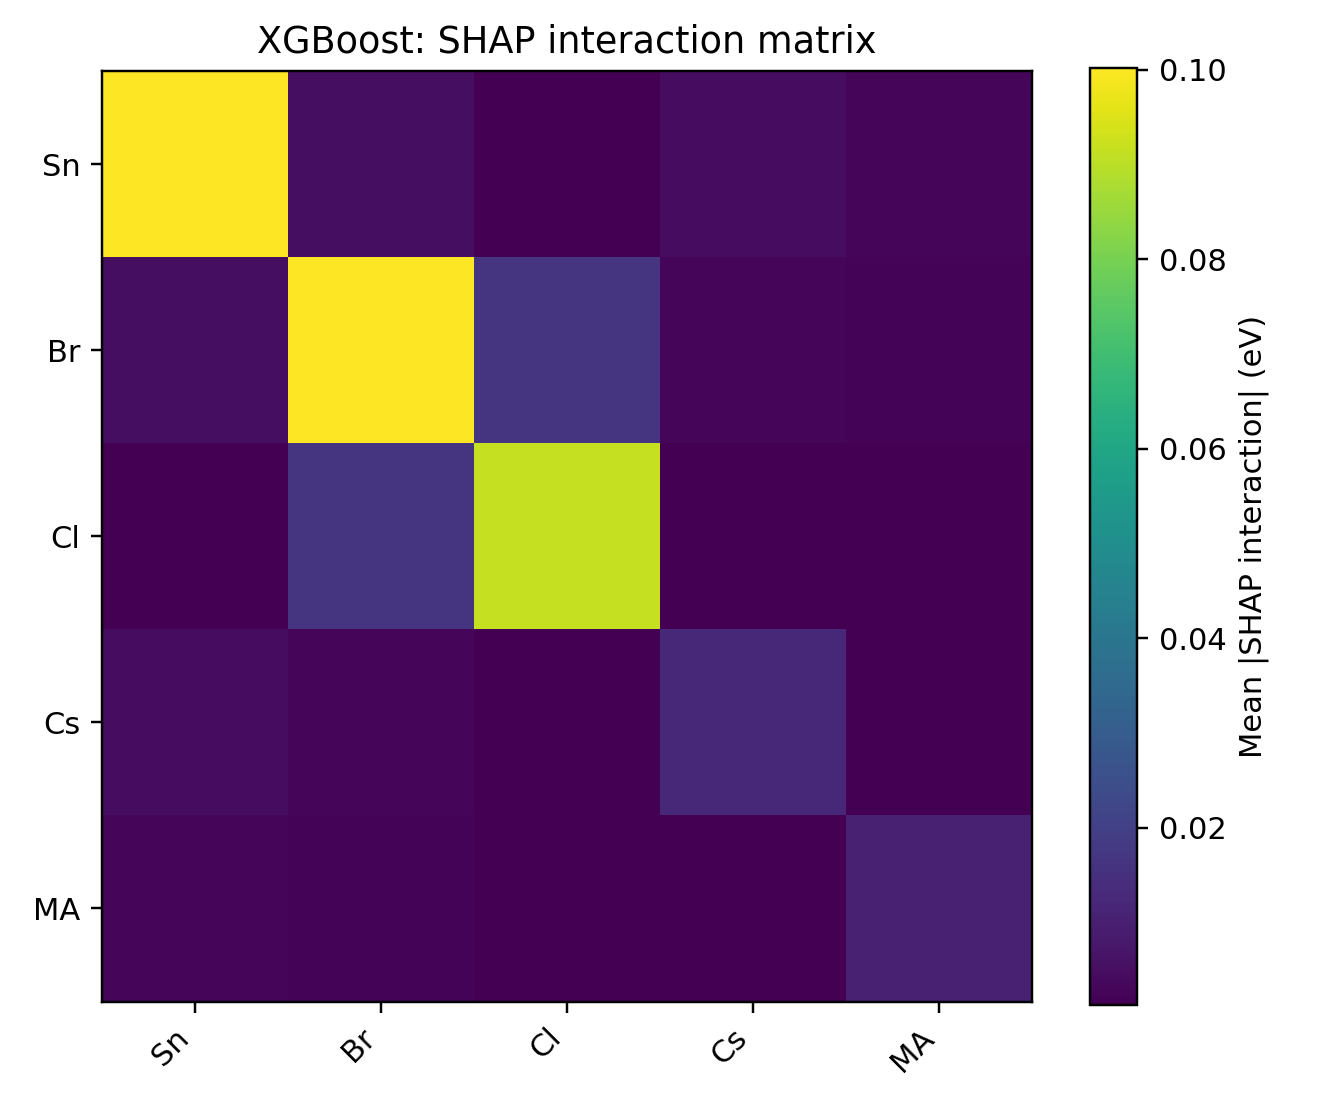 XGBoost: SHAP interaction matrix
Sn
Br
Cl
Cs
MA
Sn
Br
Cl
Cs
MA
0.10
0.08
0.06
0.04
0.02
Mean |SHAP interaction| (eV)